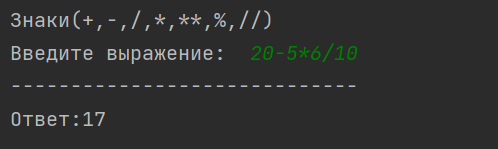 Знаки(+,-,/,*,**,%,//)
Введите выражение:  20-5*6/10
-----------------------------
Ответ:17